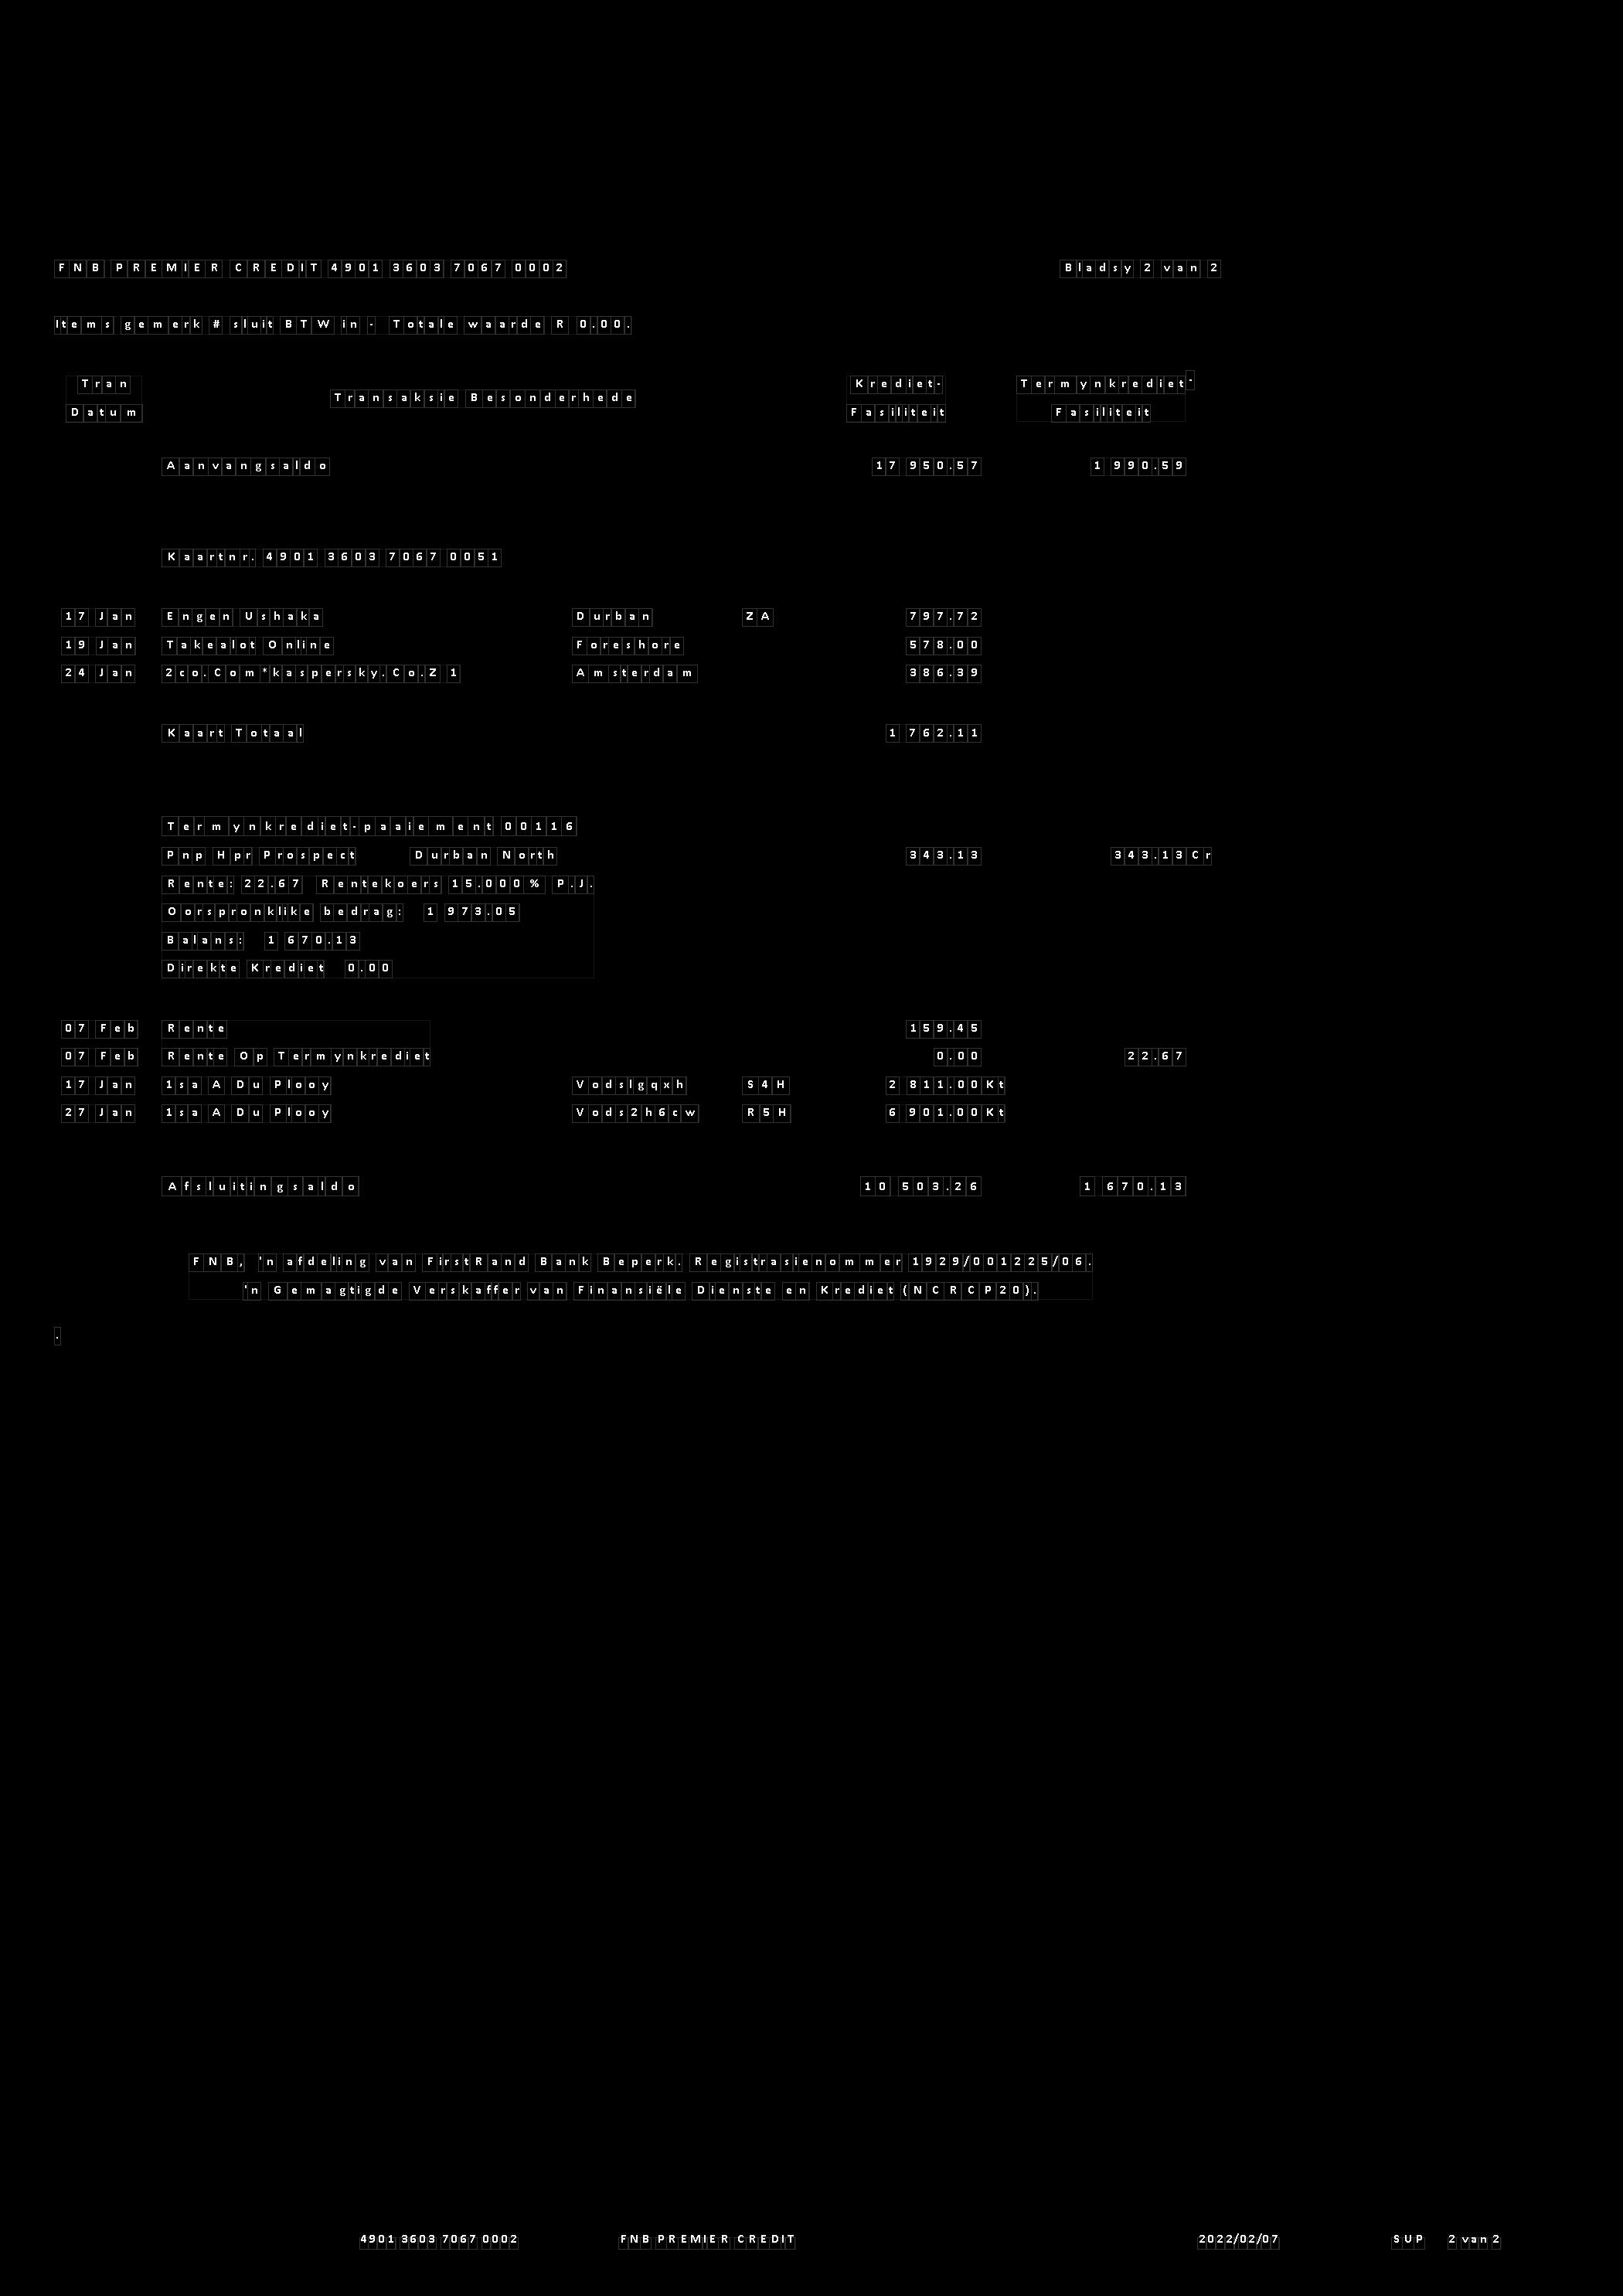 FNB PREMIER CREDIT 4901 3603 7067 0002 Bladsy 2 van 2
Items gemerk # sluit BTW in - Totale waarde R 0.00.
Tran Datum Transaksie Besonderhede Krediet-Fasiliteit Termynkrediet-Fasiliteit
Aanvangsaldo 17 950.57 1 990.59
Kaartnr. 4901 3603 7067 0051
17 Jan Engen Ushaka Durban ZA 797.72
19 Jan Takealot Online Foreshore 578.00
24 Jan 2co.Com*kaspersky.Co.Z 1 Amsterdam 386.39
Kaart Totaal 1 762.11
Termynkrediet-paaiement 00116
Pnp Hpr Prospect Durban North 343.13 343.13Cr
Rente: 22.67 Rentekoers 15.000% P.J.
Oorspronklike bedrag: 1 973.05
Balans: 1 670.13
Direkte Krediet 0.00
07 Feb Rente 159.45
07 Feb Rente Op Termynkrediet 0.00 22.67
17 Jan 1sa A Du Plooy Vodslgqxh S4H 2 811.00Kt
27 Jan 1sa A Du Plooy Vods2h6cw R5H 6 901.00Kt
Afsluitingsaldo 10 503.26 1 670.13
FNB, 'n afdeling van FirstRand Bank Beperk. Registrasienommer 1929/001225/06.
'n Gemagtigde Verskaffer van Finansiële Dienste en Krediet (NCRCP20).
.
4901 3603 7067 0002 FNB PREMIER CREDIT 2022/02/07 SUP 2 van 2